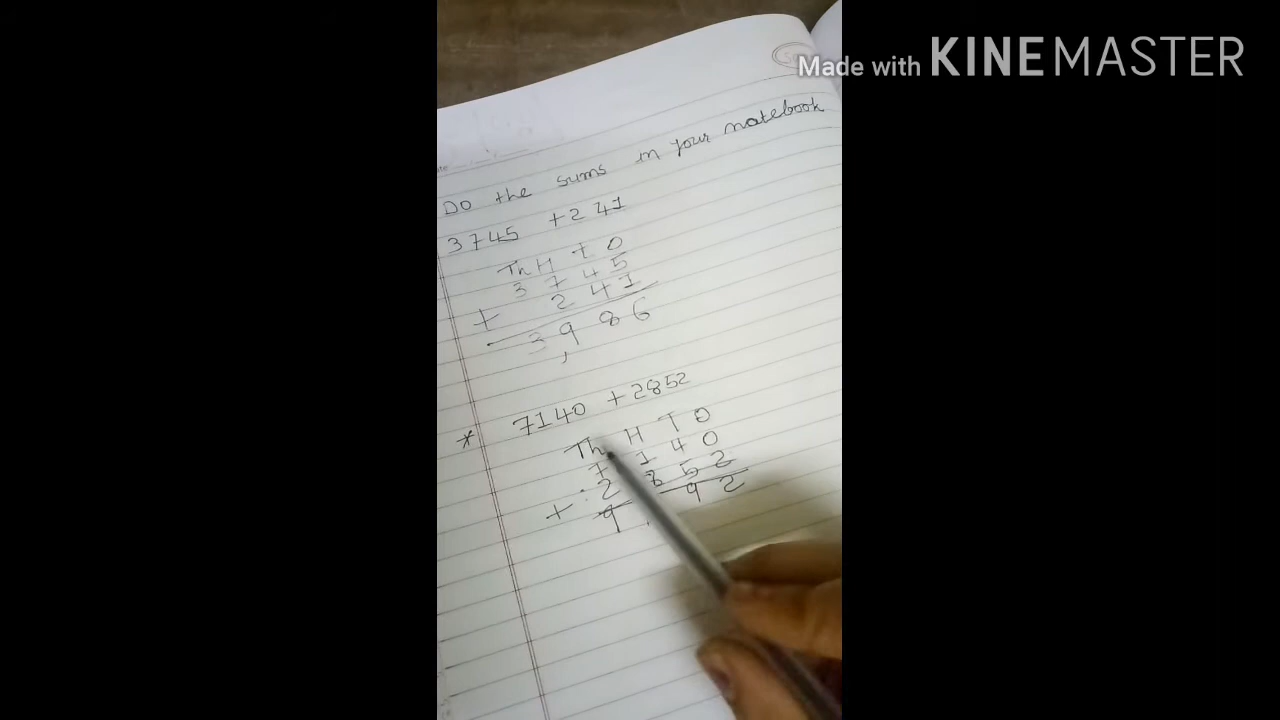 Made with KINEMASTER
Do the sums in your notebook
3745 + 241
Th H t O
3 7 4 5
+ 2 4 1
3 9 8 6
* 7140 + 2852
Th H T O
7 1 4 0
+ 2 8 5 2
9 9 2